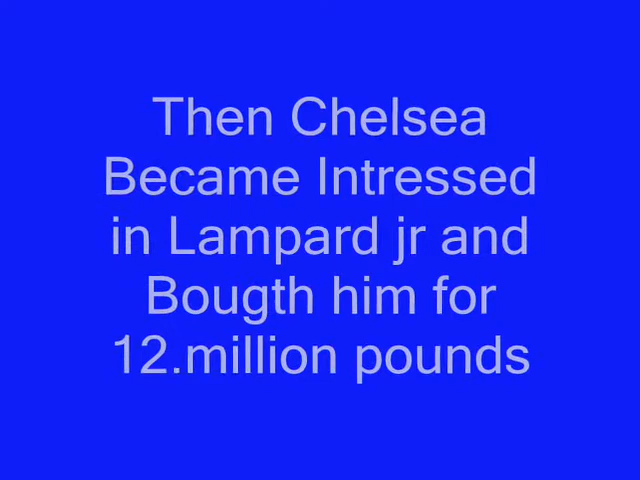 Then Chelsea
Became Intressed
in Lampard jr and
Bougth him for
12.million pounds